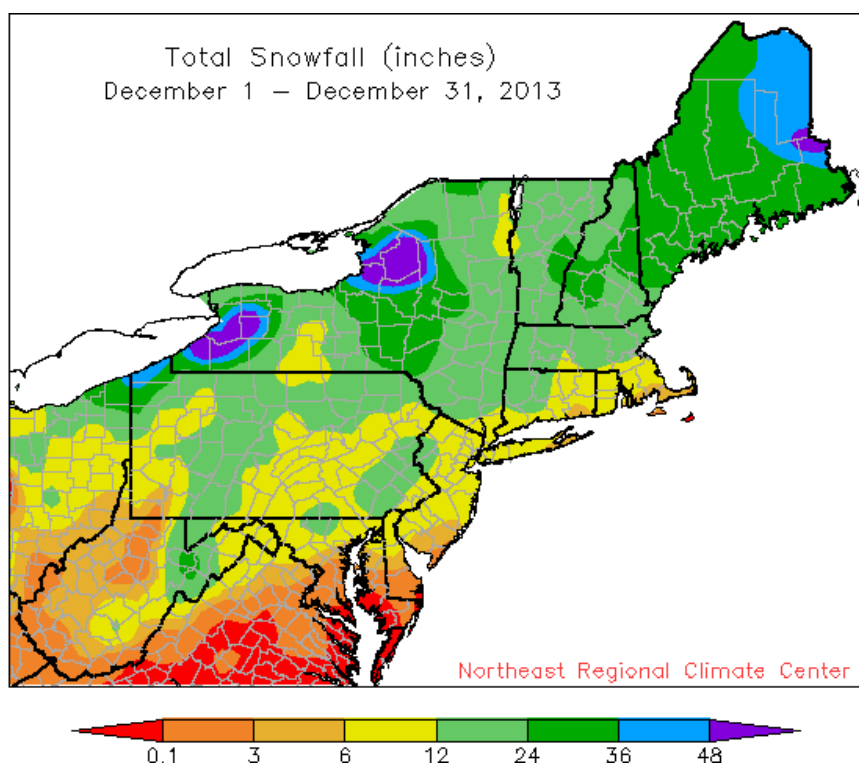 Total Snowfall (inches)
December 1 – December 31, 2013
Northeast Regional Climate Center
0.1 3 6 12 24 36 48